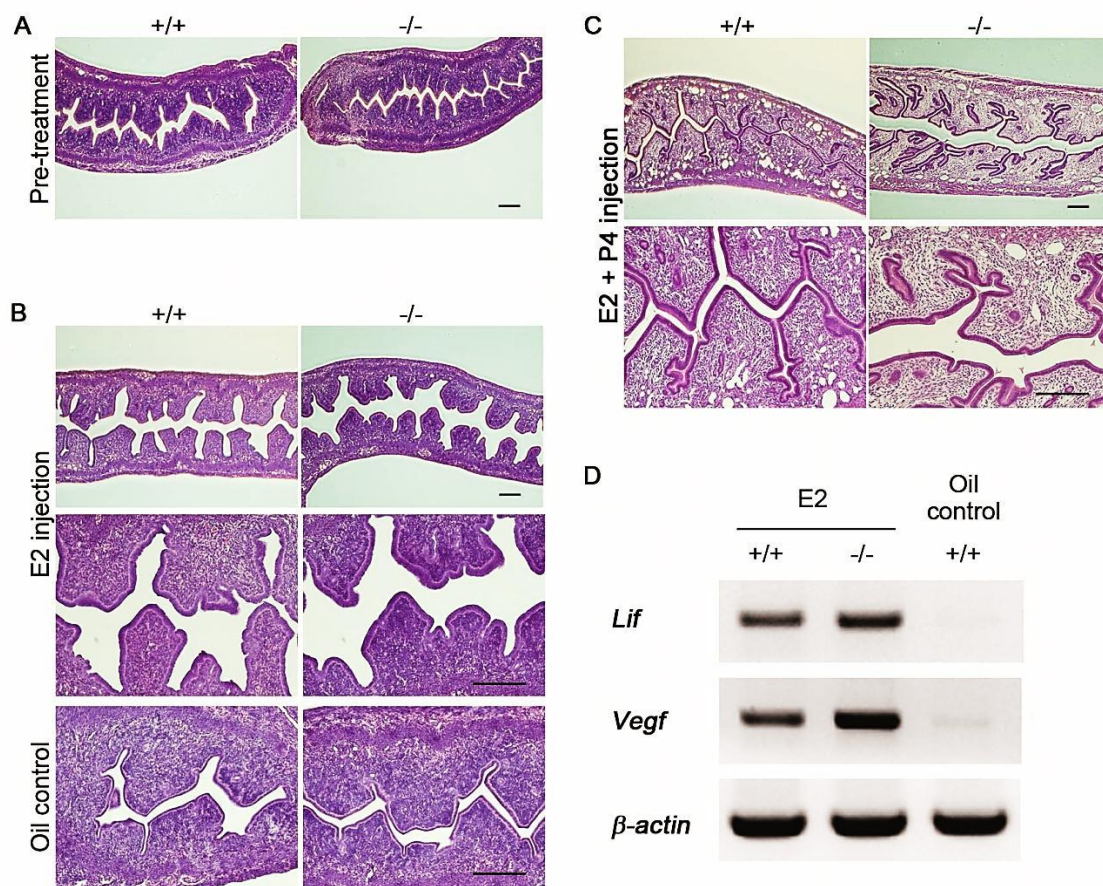 A
+/+ -/-
Pre-treatment
B
+/+ -/-
E2 injection
Oil control
C
+/+ -/-
E2 + P4 injection
D
E2 Oil
control
+/+ -/- +/+
Lif
Vegf
β-actin